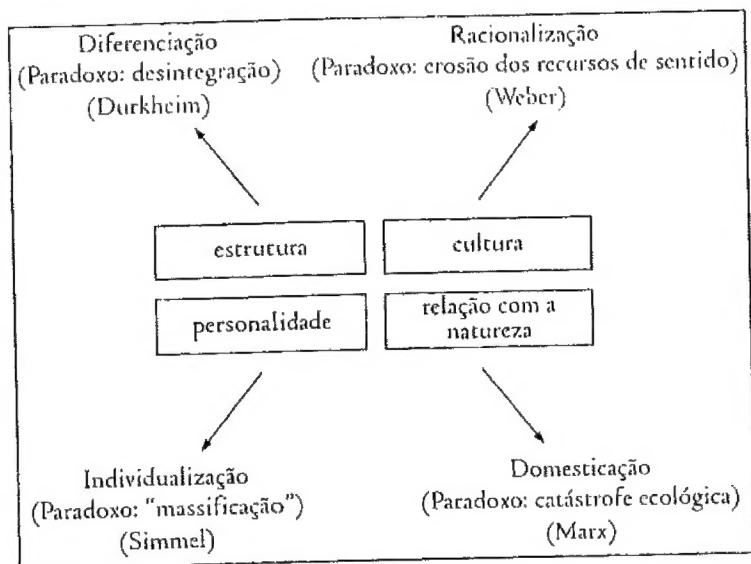 Diferenciação
(Paradoxo: desintegração)
(Durkheim)
Racionalização
(Paradoxo: erosão dos recursos de sentido)
(Weber)
estrutura
cultura
personalidade
relação com a
natureza
Individualização
(Paradoxo: “massificação”)
(Simmel)
Domesticação
(Paradoxo: catástrofe ecológica)
(Marx)